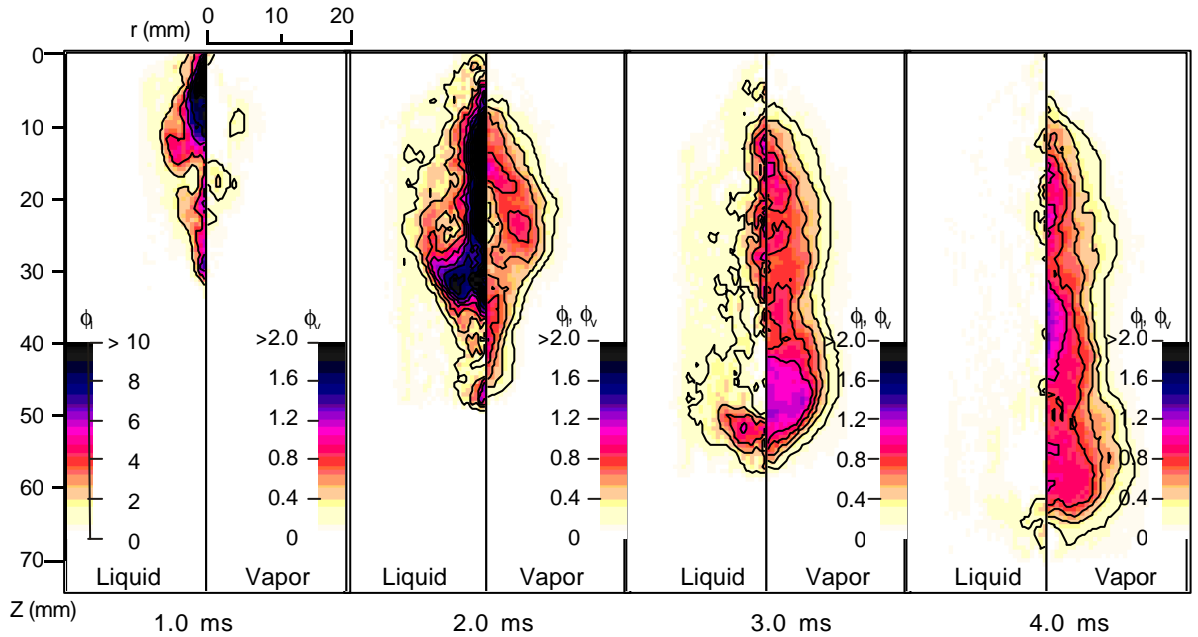 r (mm) 0 10 20
0
10
20
30
40
50
60
70
Z (mm)
ϕl
> 10
8
6
4
2
0
ϕv
>2.0
1.6
1.2
0.8
0.4
0
Liquid Vapor
1.0 ms
ϕl, ϕv
>2.0
1.6
1.2
0.8
0.4
0
Liquid Vapor
2.0 ms
ϕl, ϕv
>2.0
1.6
1.2
0.8
0.4
0
Liquid Vapor
3.0 ms
ϕl, ϕv
>2.0
1.6
1.2
0.8
0.4
0
Liquid Vapor
4.0 ms